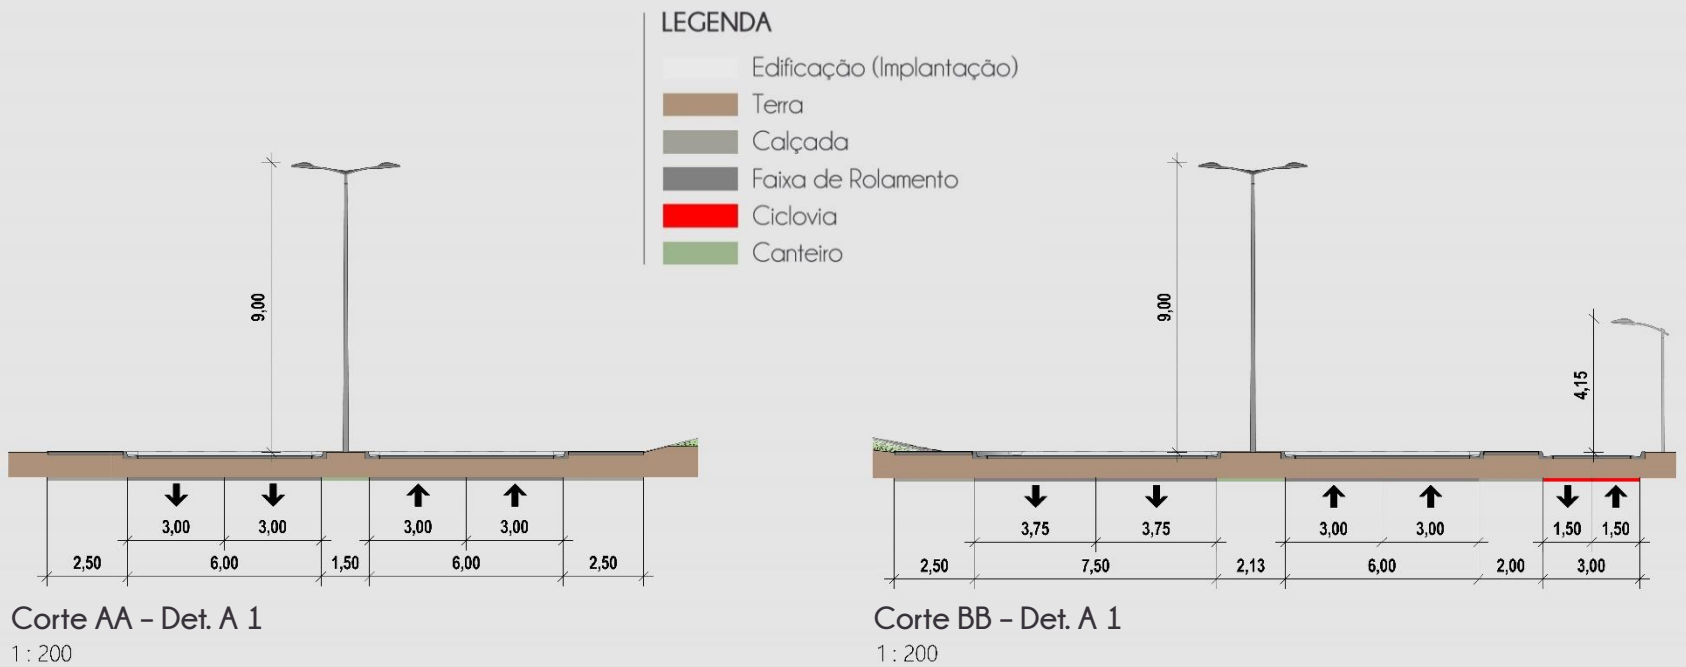 LEGENDA
Edificação (Implantação)
Terra
Calçada
Faixa de Rolamento
Ciclovia
Canteiro
9,00
3,00 3,00 3,00 3,00
2,50 6,00 1,50 6,00 2,50
Corte AA – Det. A 1
1 : 200
9,00
4,15
3,75 3,75 3,00 3,00 1,50 1,50
2,50 7,50 2,13 6,00 2,00 3,00
Corte BB – Det. A 1
1 : 200